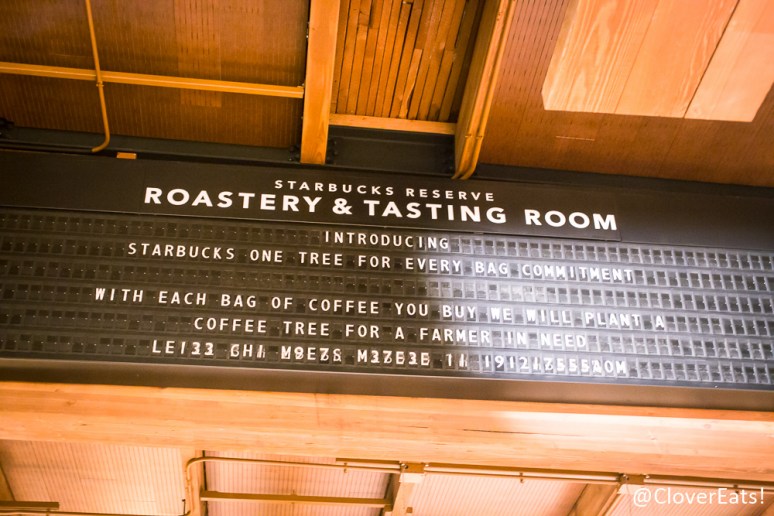 STARBUCKS RESERVE
ROASTERY & TASTING ROOM
INTRODUCING
STARBUCKS ONE TREE FOR EVERY BAG COMMITMENT
WITH EACH BAG OF COFFEE YOU BUY WE WILL PLANT A
COFFEE TREE FOR A FARMER IN NEED
@CloverEats!